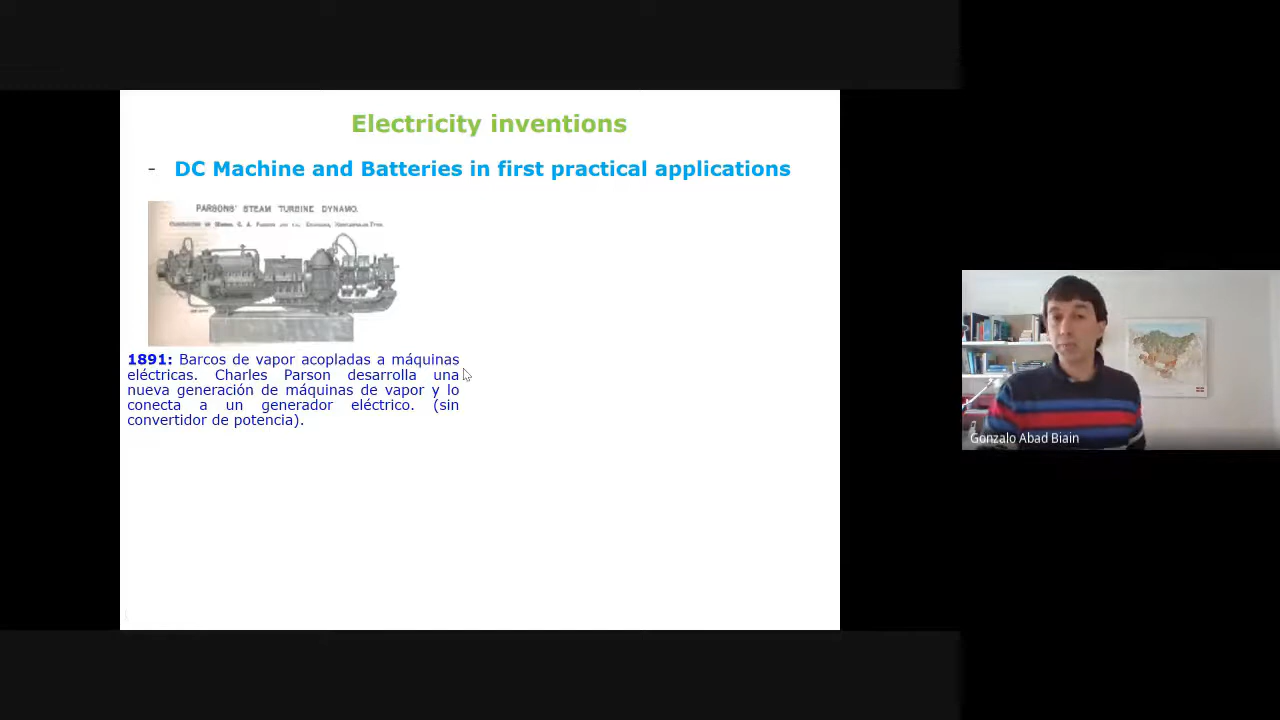 Electricity inventions
- DC Machine and Batteries in first practical applications
PARSONS' STEAM TURBINE DYNAMO.
1891: Barcos de vapor acopladas a máquinas
eléctricas. Charles Parson desarrolla una
nueva generación de máquinas de vapor y lo
conecta a un generador eléctrico. (sin
convertidor de potencia).
Gonzalo Abad Biain